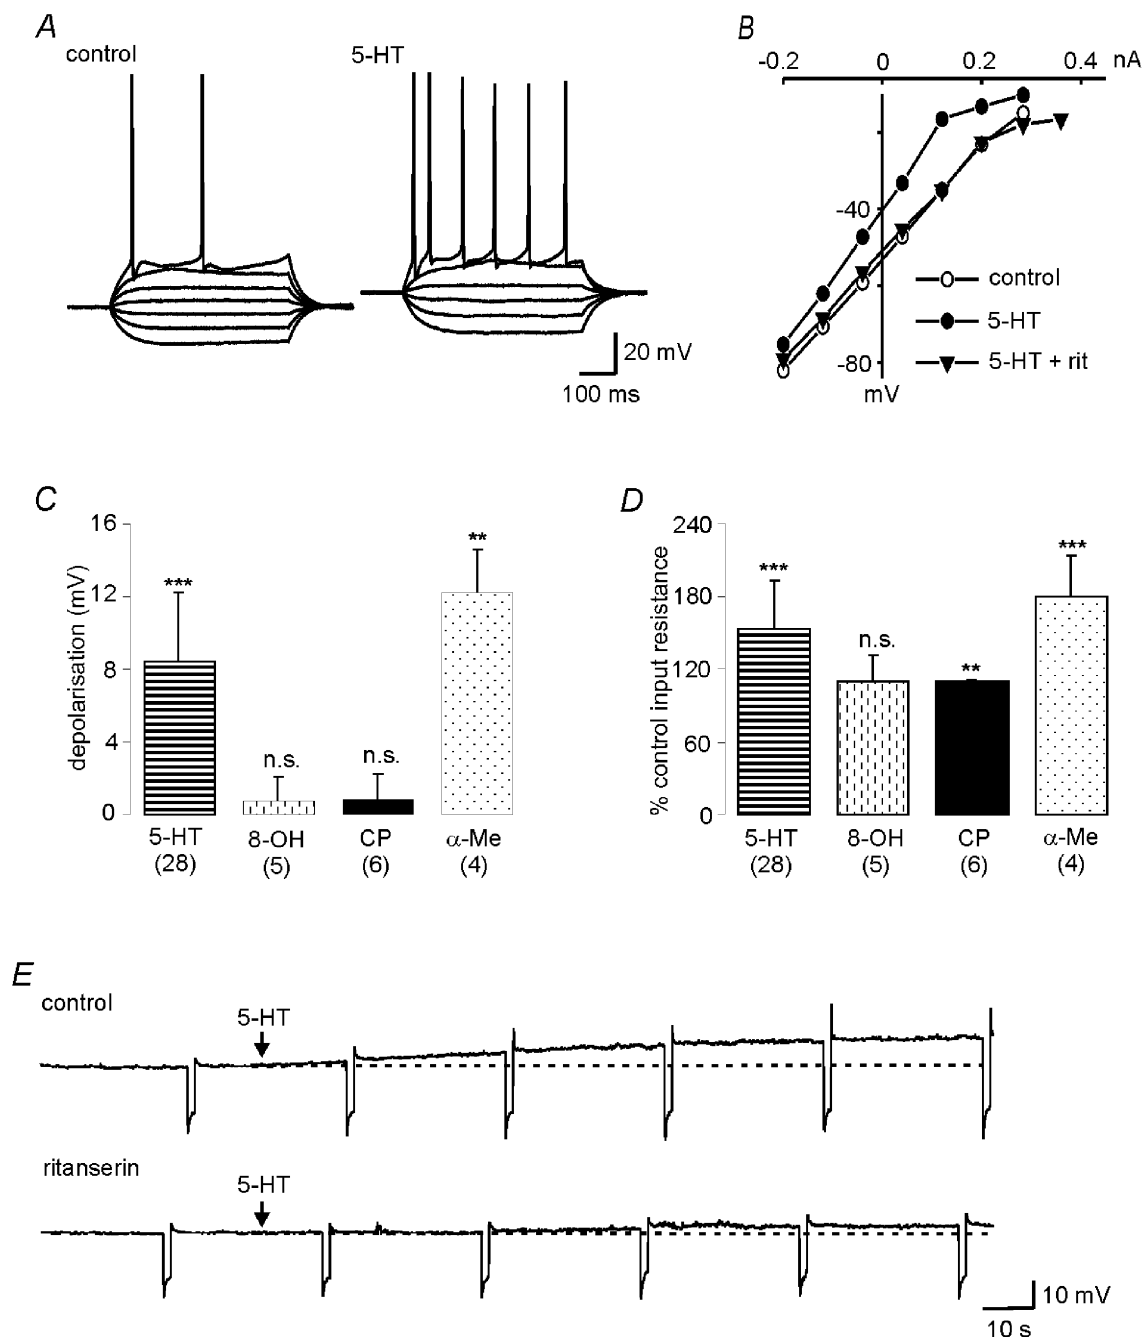 A
control
5-HT
20 mV
100 ms
B
-0.2 0 0.2 0.4 nA
-40
-80
mV
control
5-HT
5-HT + rit
C
depolarisation (mV)
16
12
8
4
0
***
n.s.
n.s.
**
5-HT 8-OH CP α-Me
(28) (5) (6) (4)
D
% control input resistance
240
180
120
60
0
***
n.s.
**
***
5-HT 8-OH CP α-Me
(28) (5) (6) (4)
E
control
5-HT
ritanserin
5-HT
10 mV
10 s